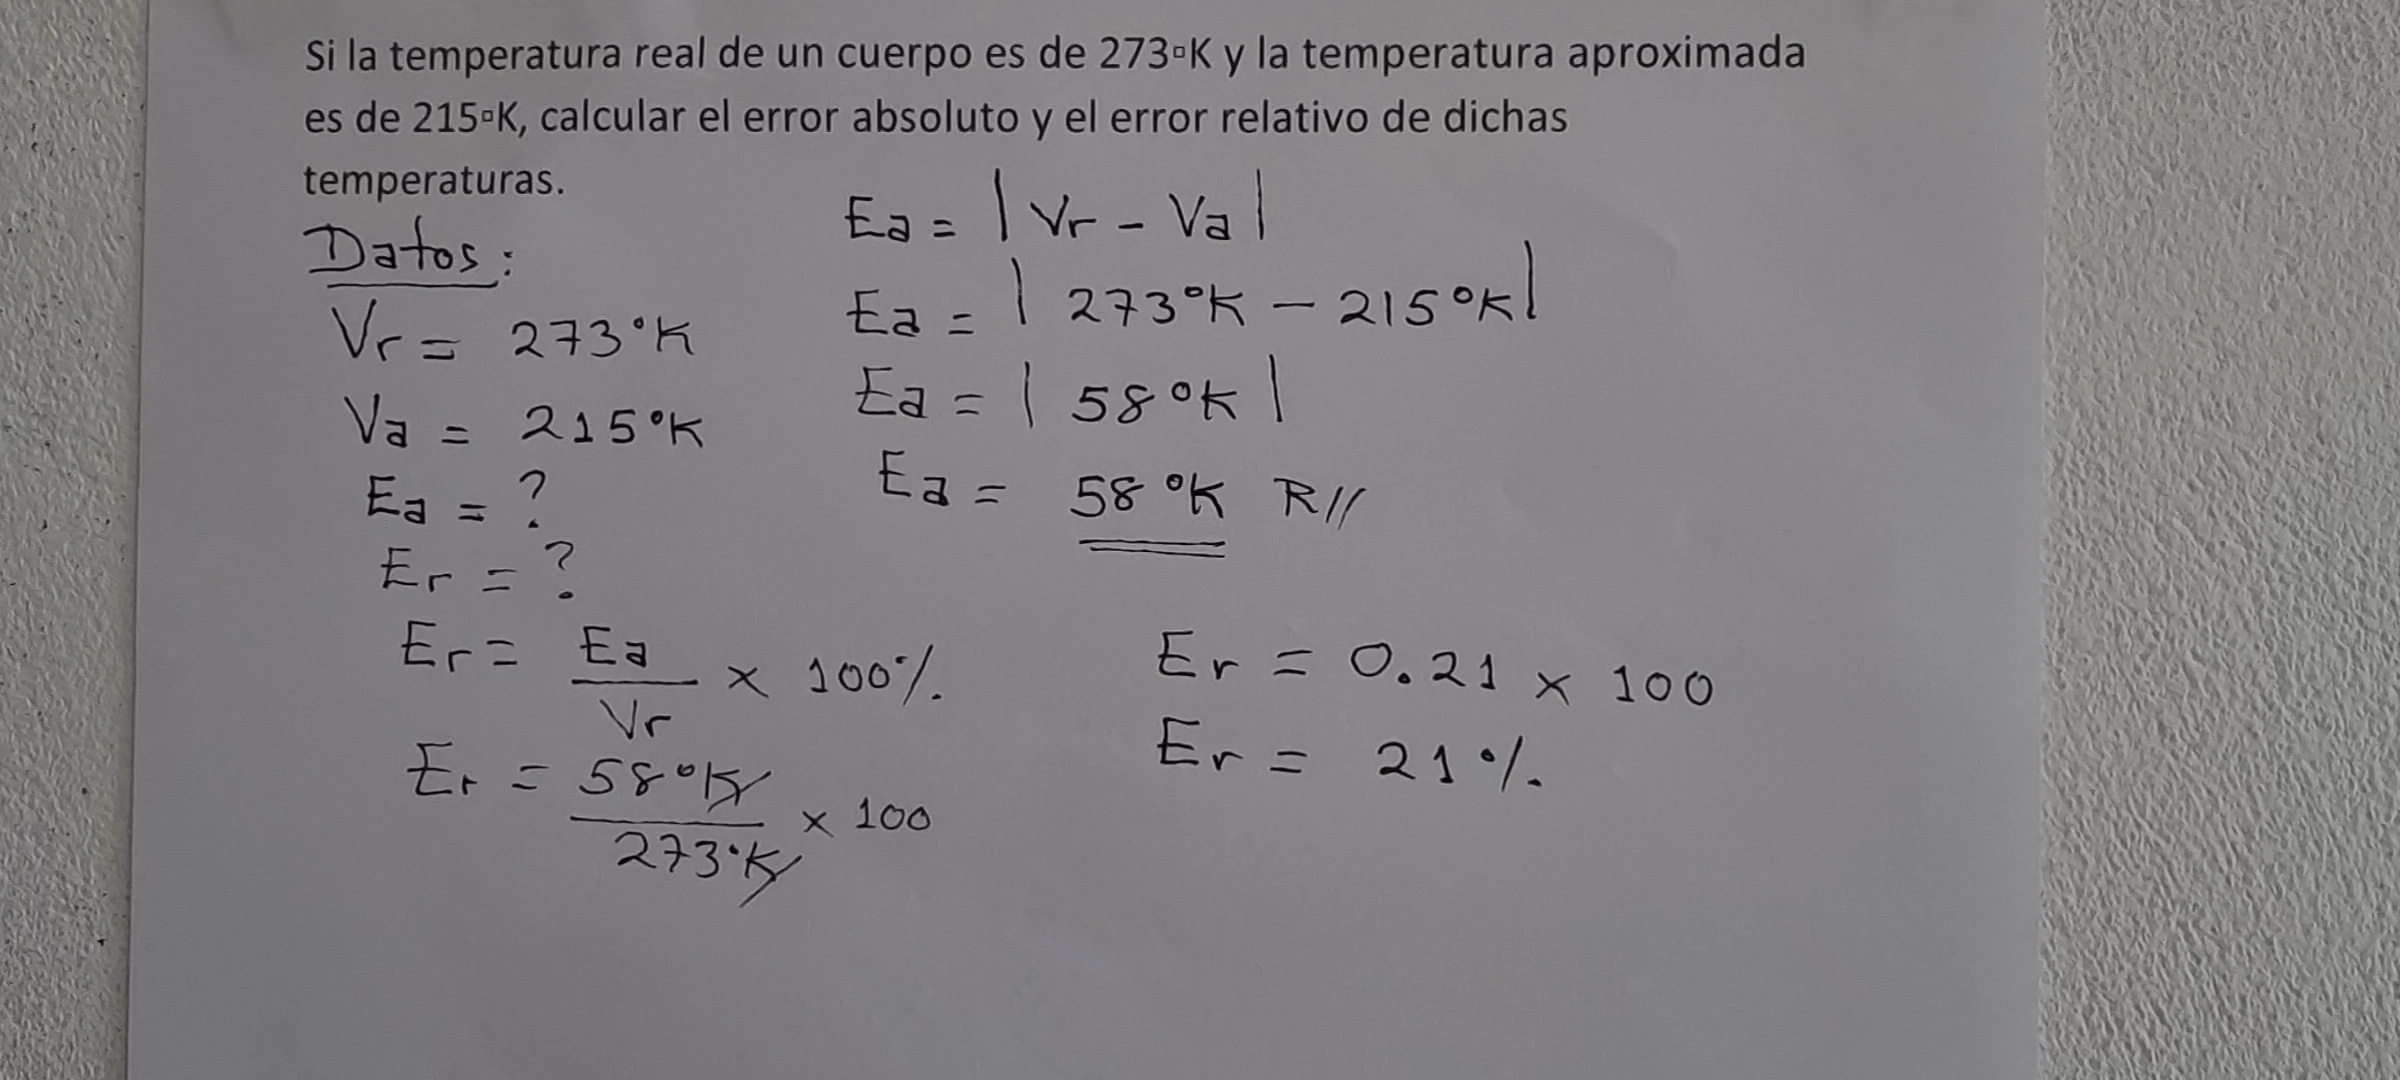 Si la temperatura real de un cuerpo es de 273°K y la temperatura aproximada
es de 215°K, calcular el error absoluto y el error relativo de dichas
temperaturas.
Datos:
Vr = 273°K
Va = 215°K
Ea = ?
Er = ?
Ea = | Vr - Va |
Ea = | 273°K - 215°K |
Ea = | 58°K |
Ea = 58°K R//
Er = Ea / Vr x 100%
Er = 58°K / 273°K x 100
Er = 0.21 x 100
Er = 21%